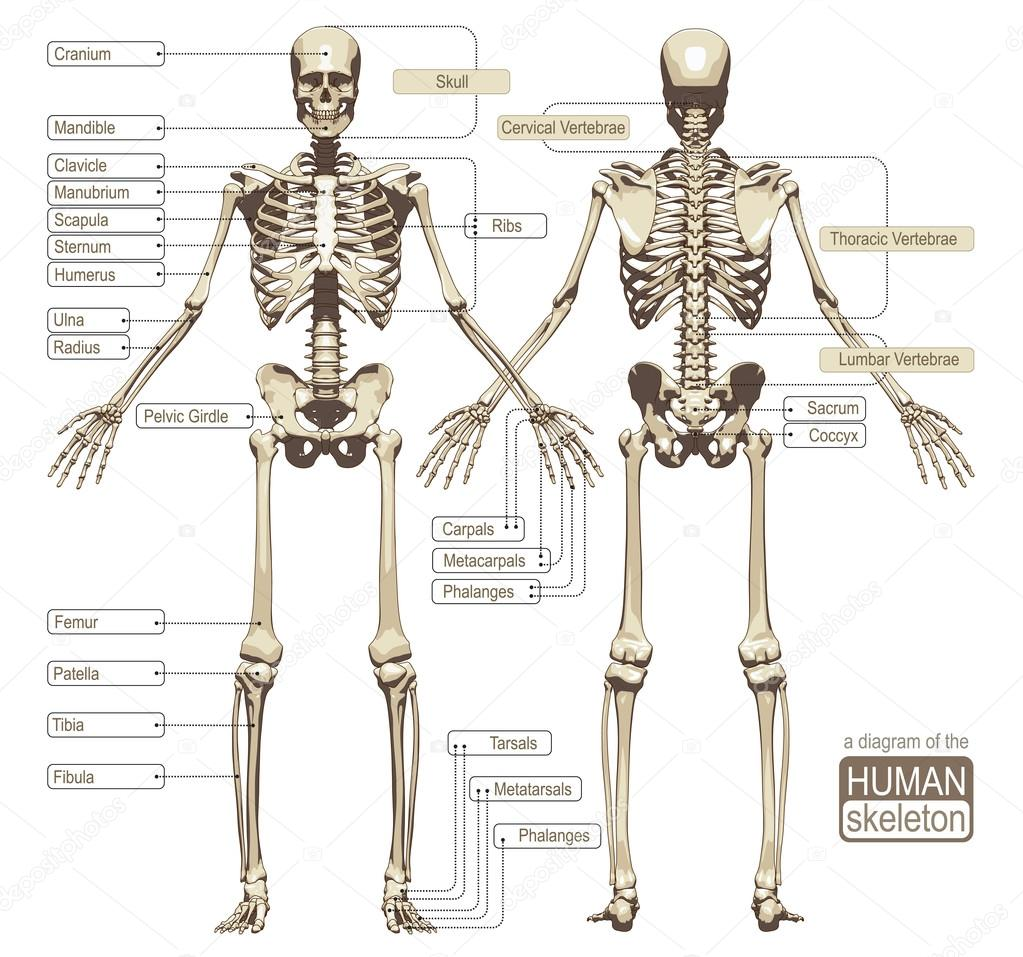 Cranium
Skull
Mandible
Cervical Vertebrae
Clavicle
Manubrium
Scapula
Ribs
Sternum
Thoracic Vertebrae
Humerus
Ulna
Radius
Lumbar Vertebrae
Pelvic Girdle
Sacrum
Coccyx
Carpals
Metacarpals
Phalanges
Femur
Patella
Tibia
Tarsals
Fibula
Metatarsals
Phalanges
a diagram of the
HUMAN
skeleton
depositphotos